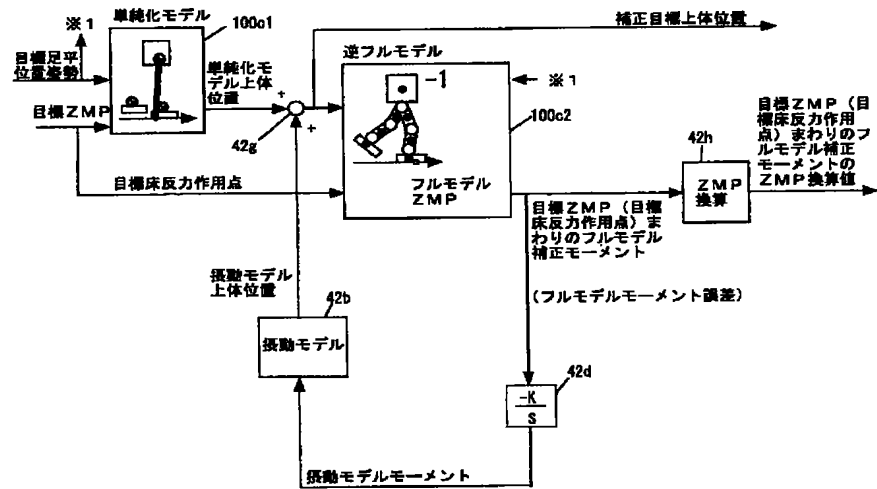 単純化モデル
100c1
※1
目標足平
位置姿勢
目標ZMP
単純化モ
デル上体
位置
+
+
42g
補正目標上体位置
逆フルモデル
-1
※1
100c2
フルモデル
ZMP
目標床反力作用点
42h
ZMP
換算
目標ZMP(目
標床反力作用
点)まわりのフ
ルモデル補正
モーメントの
ZMP換算値
目標ZMP(目標
床反力作用点)ま
わりのフルモデル
補正モーメント
(フルモデルモーメント誤差)
摂動モデル
上体位置
42b
摂動モデル
42d
-K
S
摂動モデルモーメント